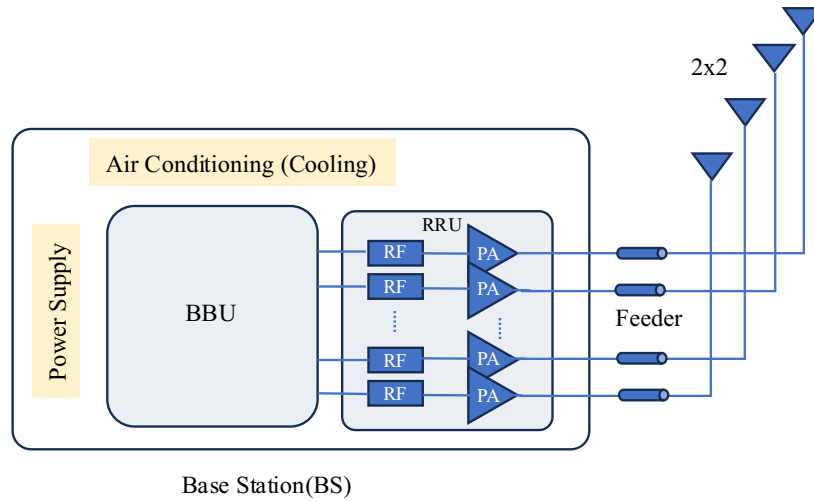 2x2
Air Conditioning (Cooling)
Power Supply
BBU
RRU
RF
PA
RF
PA
RF
PA
RF
PA
Feeder
Base Station(BS)